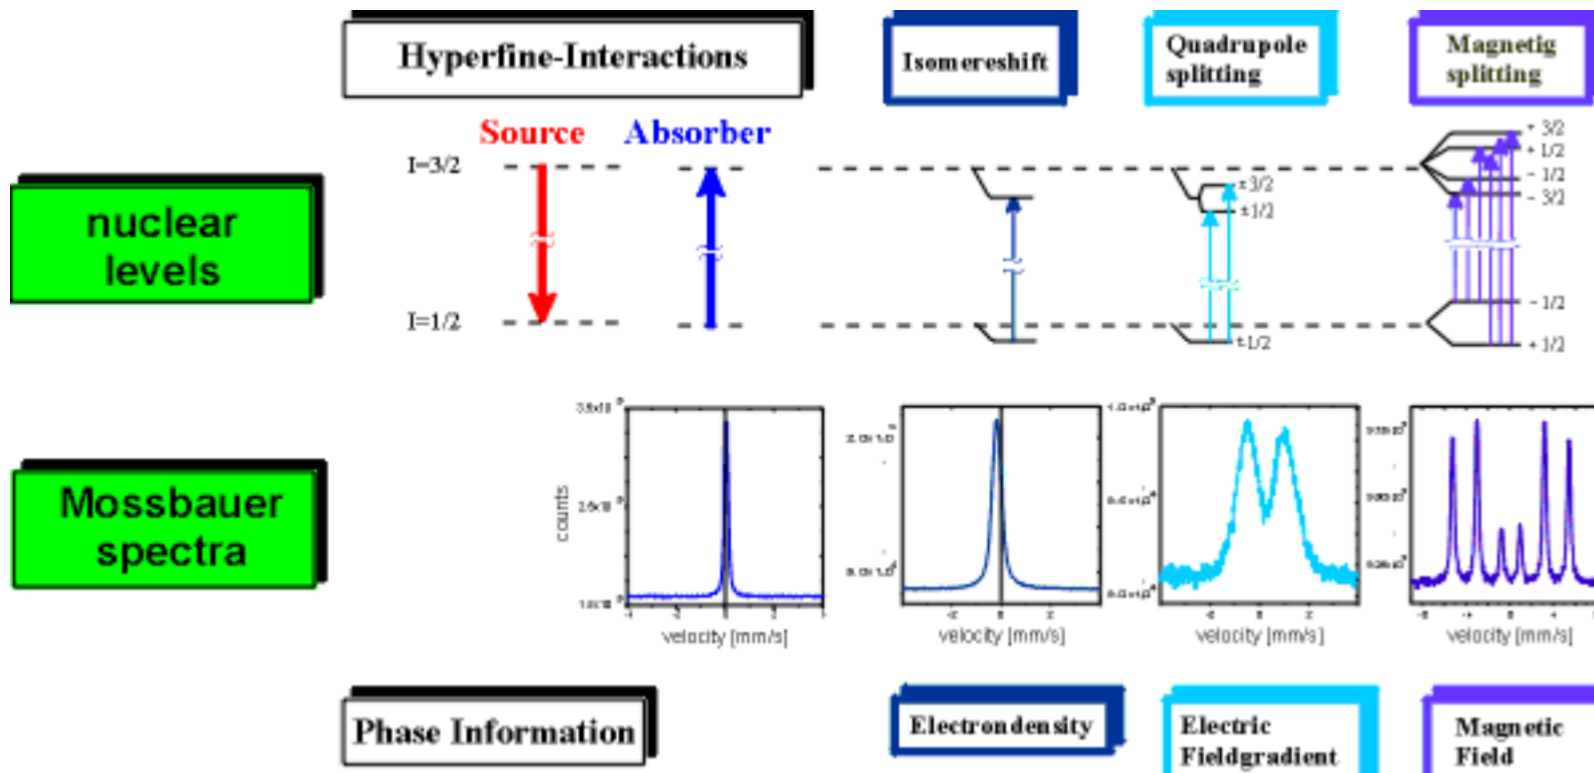 Hyperfine-Interactions
Isomereshift
Quadrupole
splitting
Magnetig
splitting
Source
Absorber
nuclear
levels
I=3/2
I=1/2
±3/2
±1/2
±1/2
+ 3/2
+ 1/2
- 1/2
- 3/2
- 1/2
+ 1/2
Mossbauer
spectra
counts
velocity [mm/s]
velocity [mm/s]
velocity [mm/s]
velocity [mm/s]
Phase Information
Electrondensity
Electric
Fieldgradient
Magnetic
Field